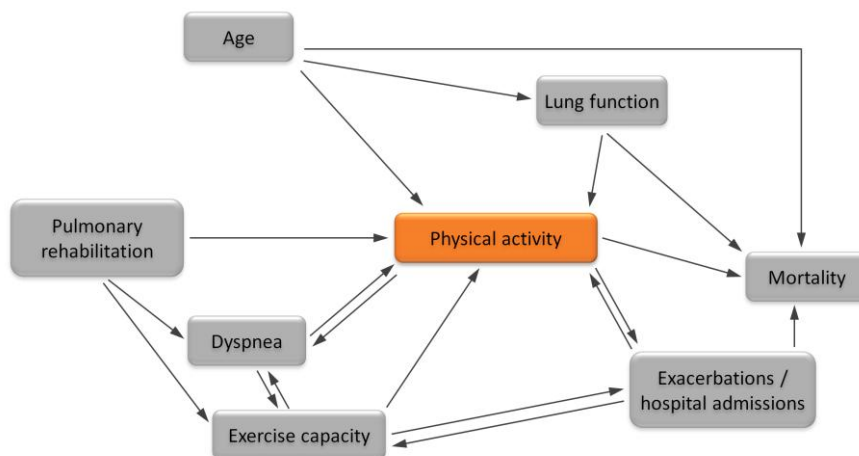 Age
Lung function
Pulmonary
rehabilitation
Physical activity
Mortality
Dyspnea
Exacerbations /
hospital admissions
Exercise capacity